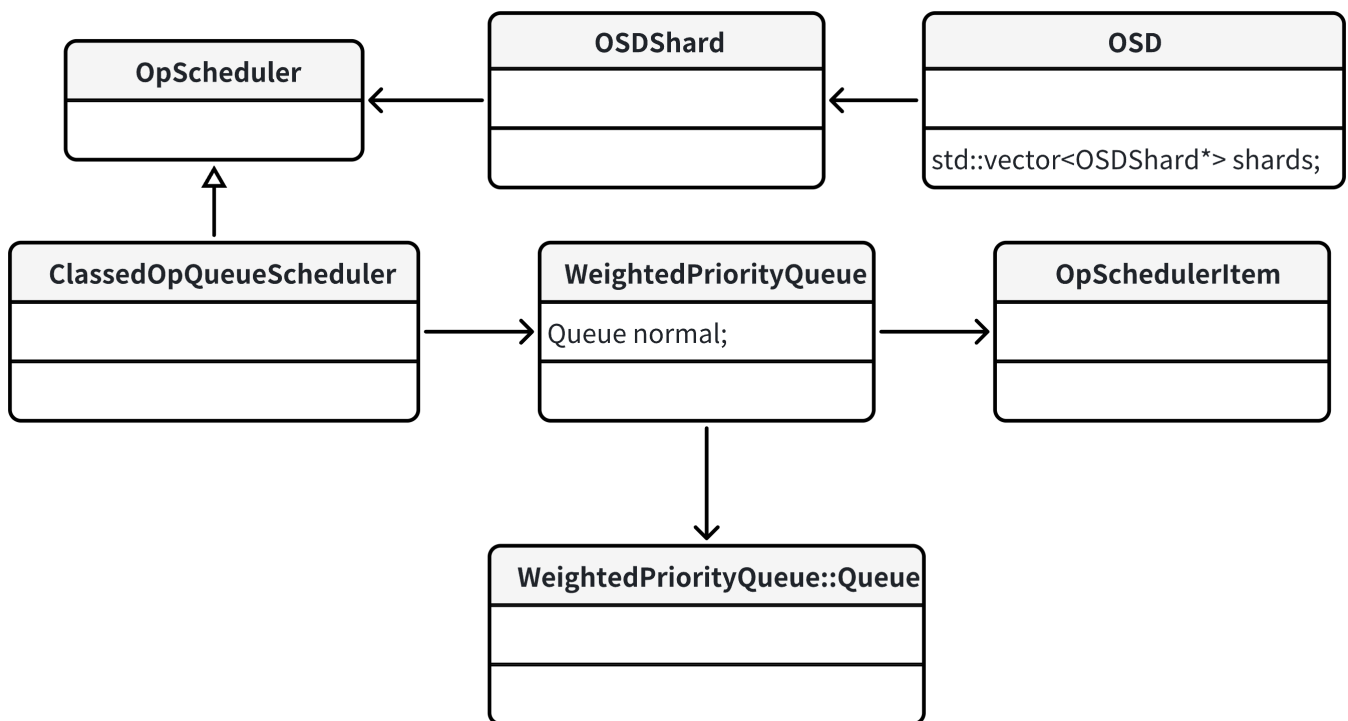 OpScheduler
OSDShard
OSD
std::vector<OSDShard*> shards;
ClassedOpQueueScheduler
WeightedPriorityQueue
Queue normal;
OpSchedulerItem
WeightedPriorityQueue::Queue